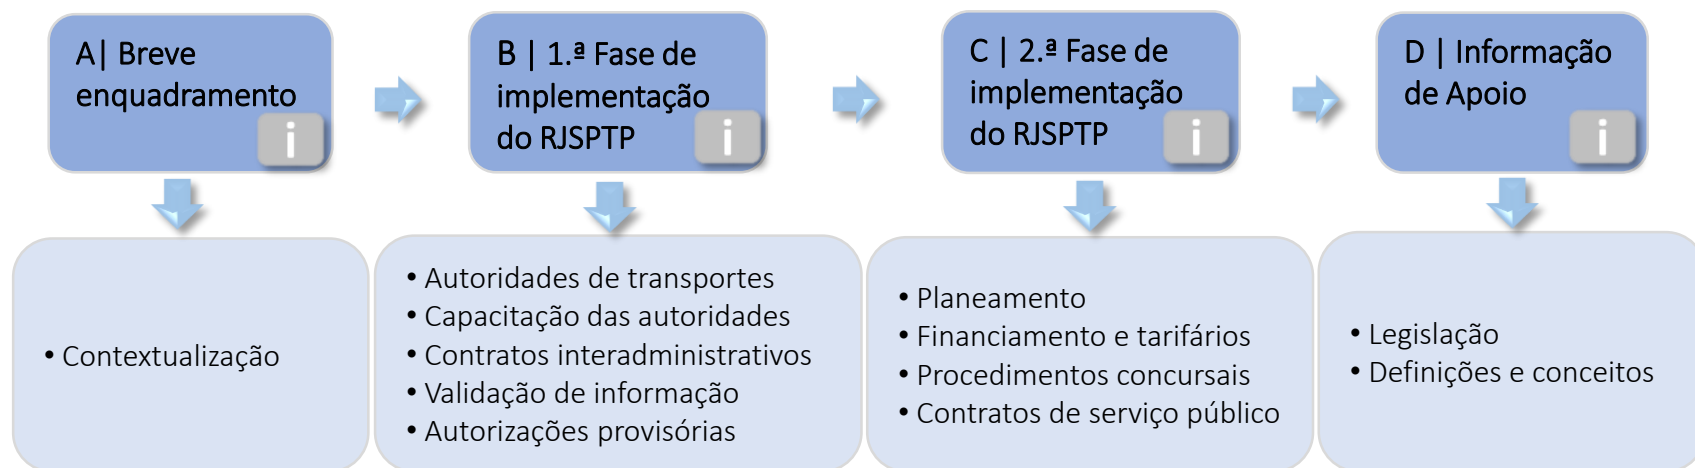 A| Breve
enquadramento
i
B | 1.ª Fase de
implementação
do RJSPTP
i
C | 2.ª Fase de
implementação
do RJSPTP
i
D | Informação
de Apoio
i
• Contextualização
• Autoridades de transportes
• Capacitação das autoridades
• Contratos interadministrativos
• Validação de informação
• Autorizações provisórias
• Planeamento
• Financiamento e tarifários
• Procedimentos concursais
• Contratos de serviço público
• Legislação
• Definições e conceitos